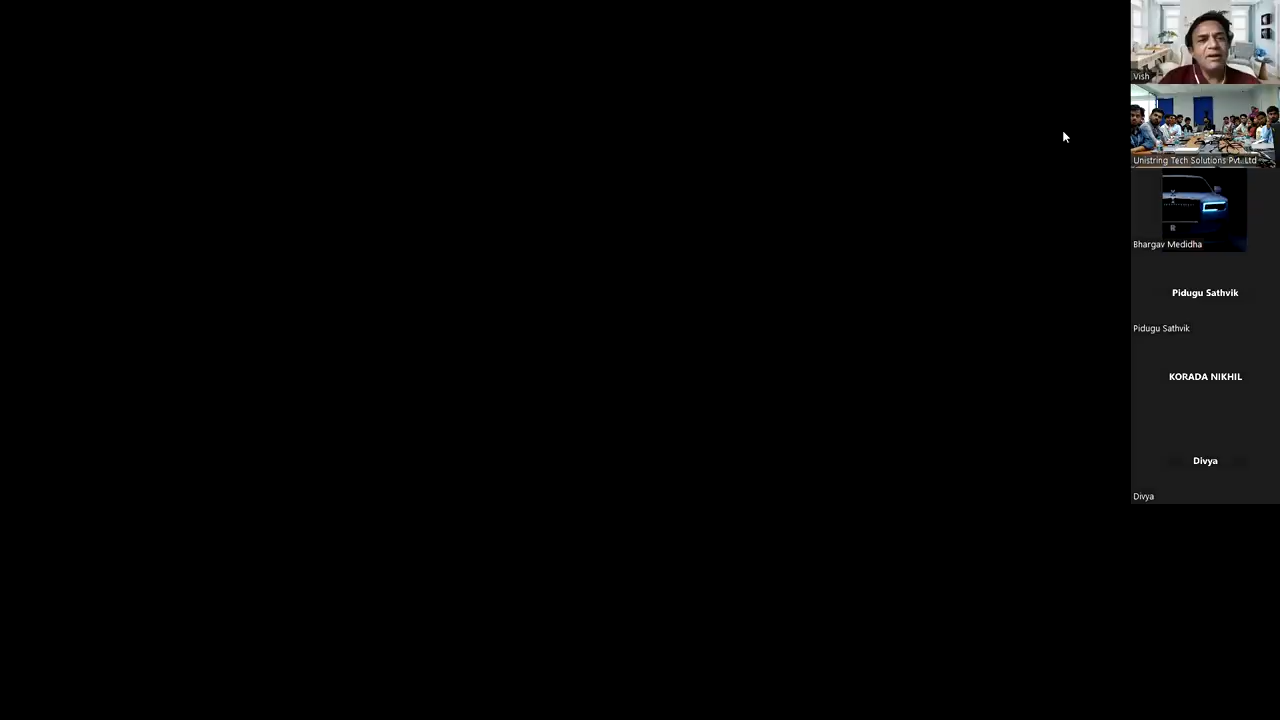 Vish
Unistring Tech Solutions Pvt. Ltd
Bhargav Medidha
Pidugu Sathvik
Pidugu Sathvik
KORADA NIKHIL
Divya
Divya